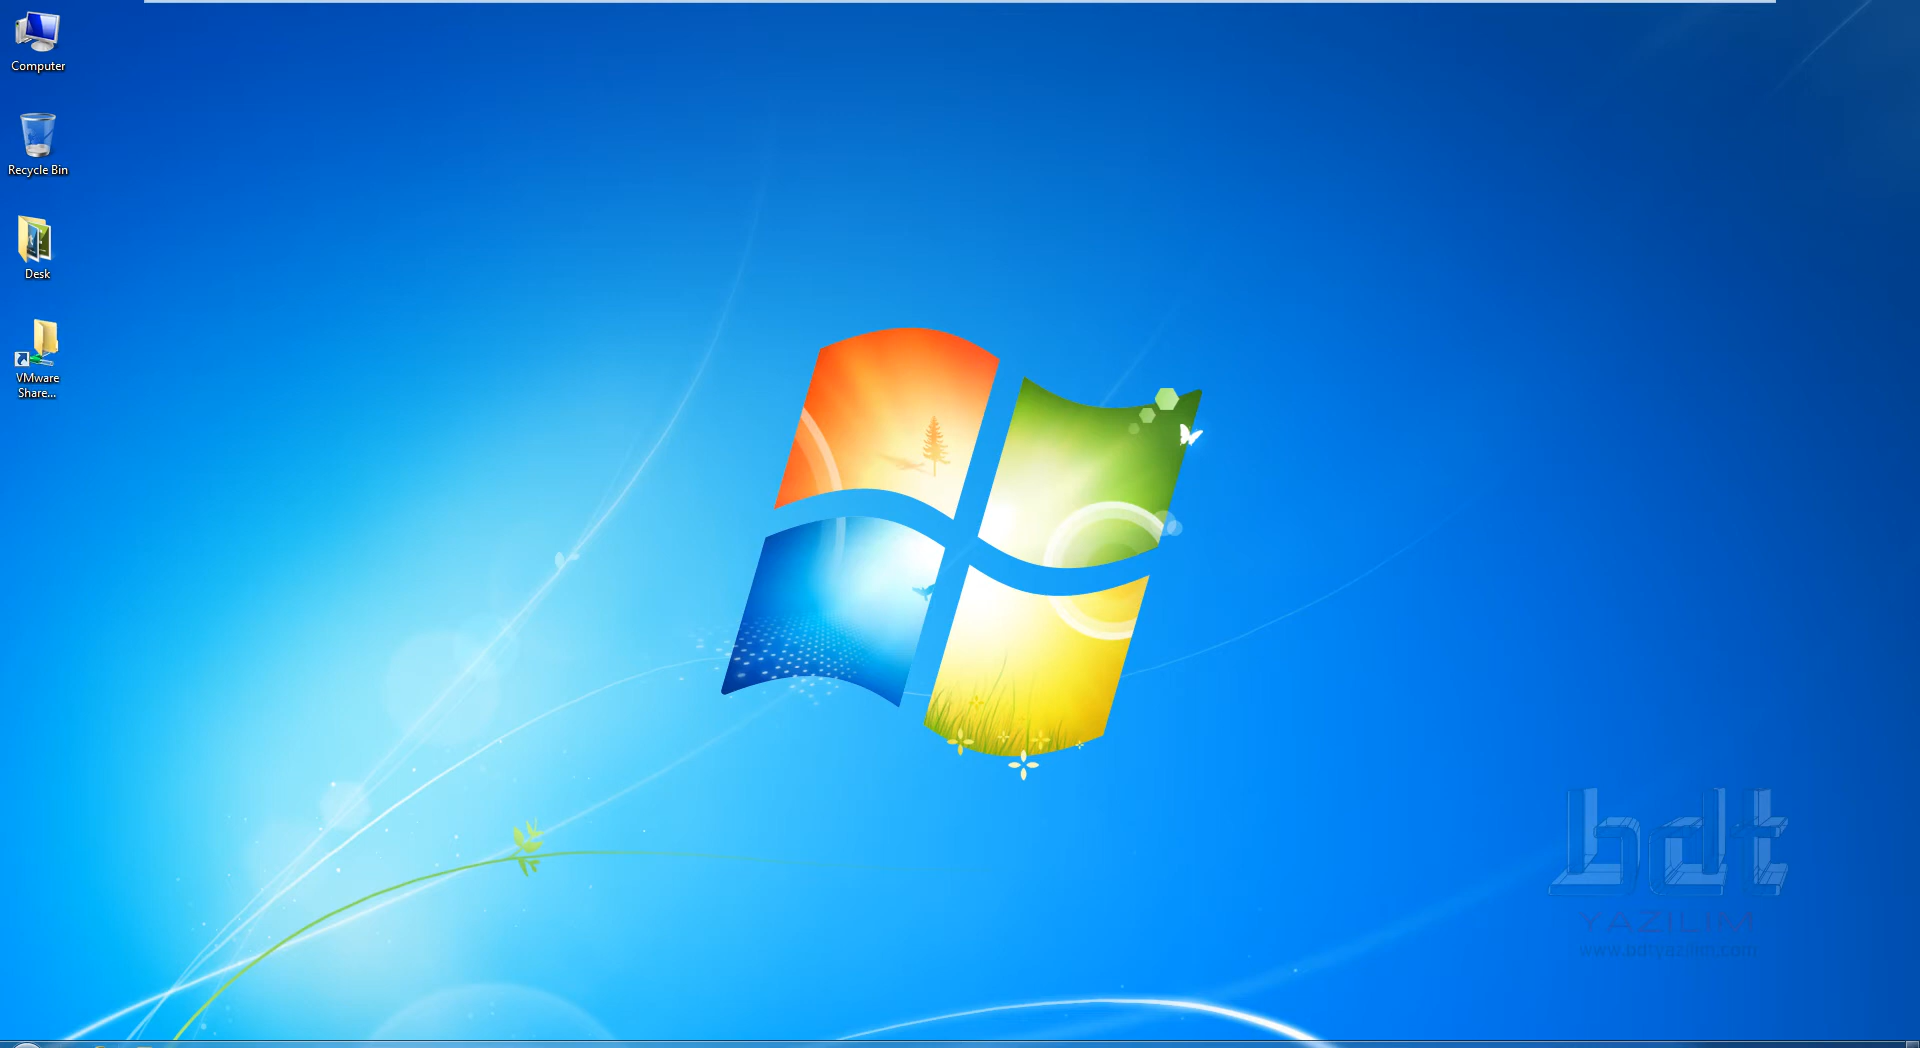 Computer
Recycle Bin
Desk
VMware
Share...
bdt
YAZILIM
www.bdtyazilim.com